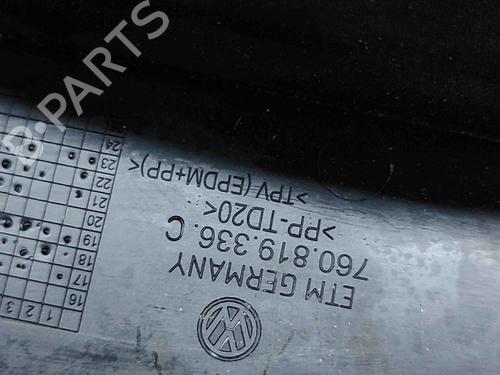 >TPV(EPDM+PP)<
>PP-TD20<
760.819.336.C
ETM GERMANY
24
23
22
21
20
19
18
17
16
1 2 3
B-PARTS